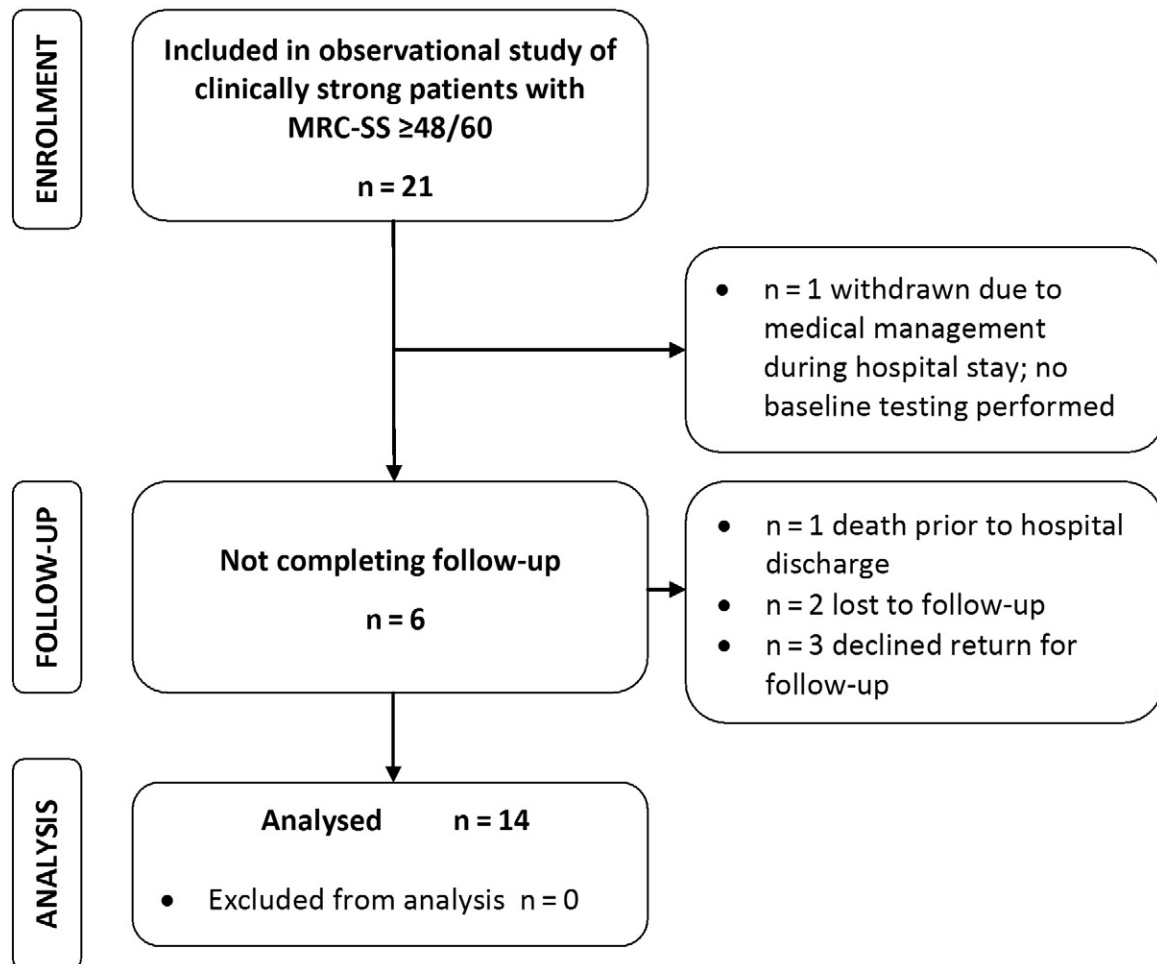 ENROLMENT
Included in observational study of
clinically strong patients with
MRC-SS ≥48/60
n = 21
• n = 1 withdrawn due to
medical management
during hospital stay; no
baseline testing performed
FOLLOW-UP
Not completing follow-up
n = 6
• n = 1 death prior to hospital
discharge
• n = 2 lost to follow-up
• n = 3 declined return for
follow-up
ANALYSIS
Analysed n = 14
• Excluded from analysis n = 0